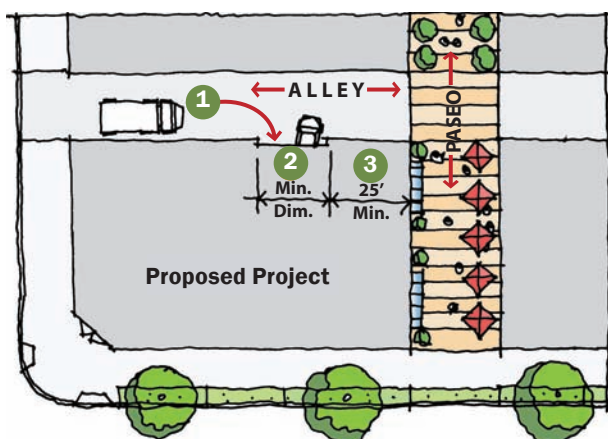 1
ALLEY
PASEO
2
3
Min.
Dim.
25'
Min.
Proposed Project